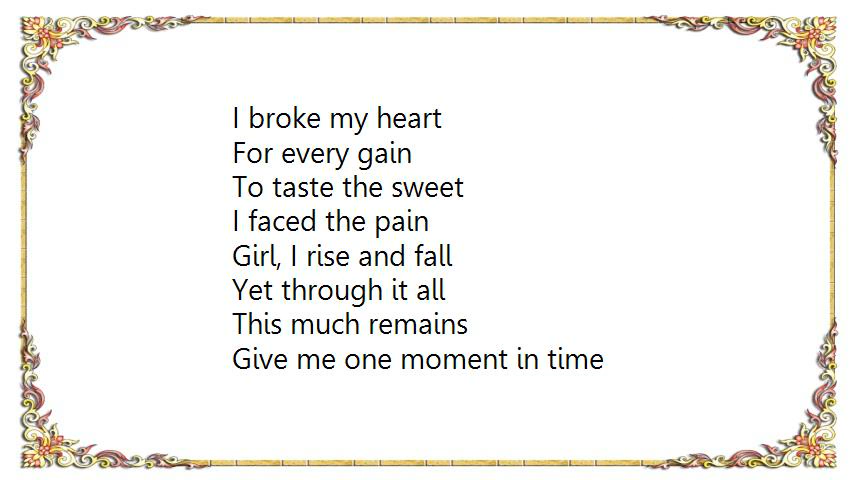 I broke my heart
For every gain
To taste the sweet
I faced the pain
Girl, I rise and fall
Yet through it all
This much remains
Give me one moment in time